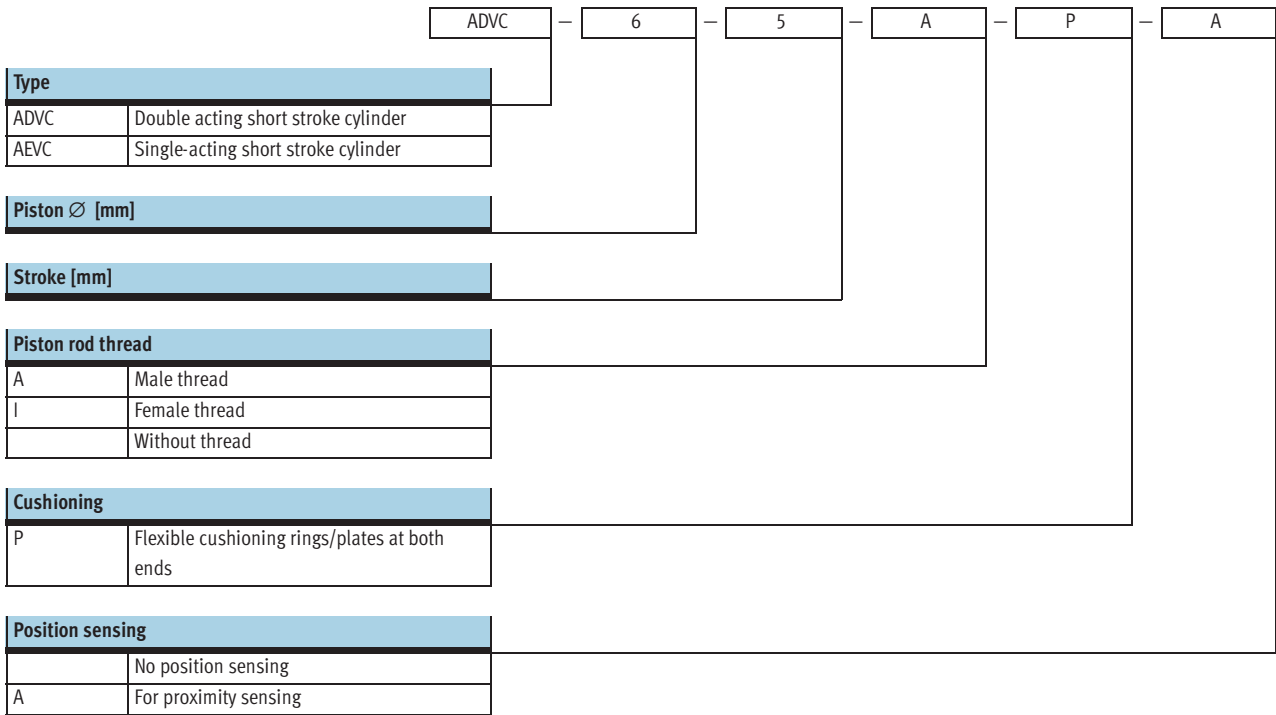 ADVC — 6 — 5 — A — P — A
Type
ADVC Double acting short stroke cylinder
AEVC Single-acting short stroke cylinder
Piston ∅ [mm]
Stroke [mm]
Piston rod thread
A Male thread
I Female thread
Without thread
Cushioning
P Flexible cushioning rings/plates at both
ends
Position sensing
No position sensing
A For proximity sensing